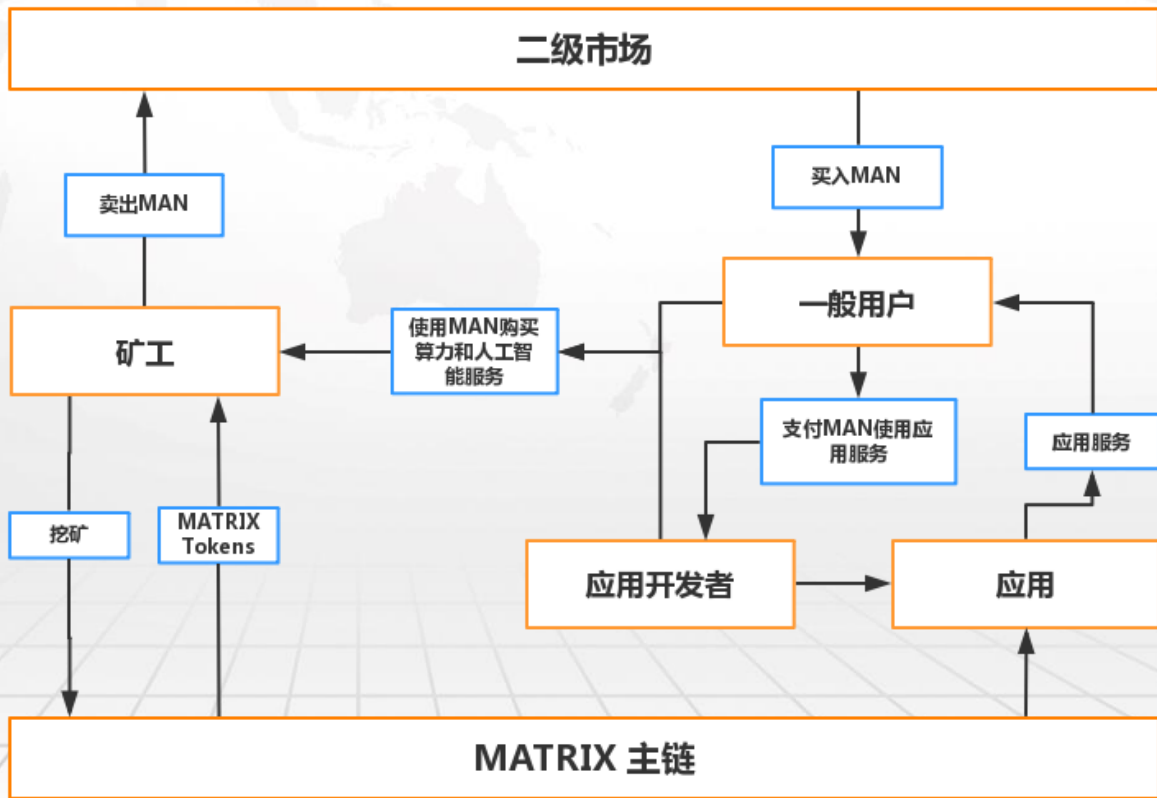 二级市场
卖出MAN
买入MAN
一般用户
矿工
使用MAN购买
算力和人工智
能服务
支付MAN使用应
用服务
应用服务
挖矿
MATRIX
Tokens
应用开发者
应用
MATRIX 主链